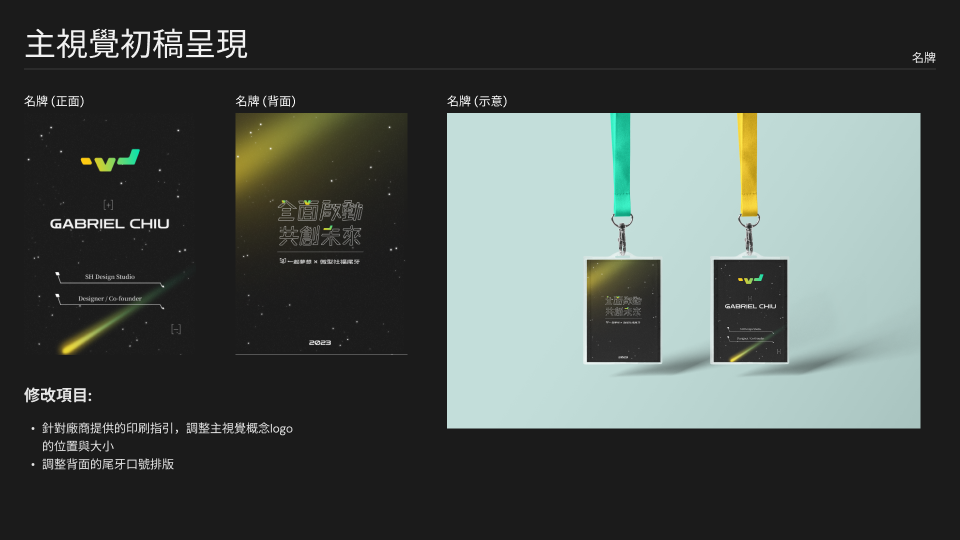 主視覺初稿呈現
名牌
名牌 (正面)
名牌 (背面)
名牌 (示意)
[+]
GABRIEL CHIU
SH Design Studio
Designer / Co-founder
[-]
全面啟動
共創未來
一起夢想 × 微型社福尾牙
2023
全面啟動
共創未來
2023
GABRIEL CHIU
修改項目:
• 針對廠商提供的印刷指引，調整主視覺概念logo
的位置與大小
• 調整背面的尾牙口號排版